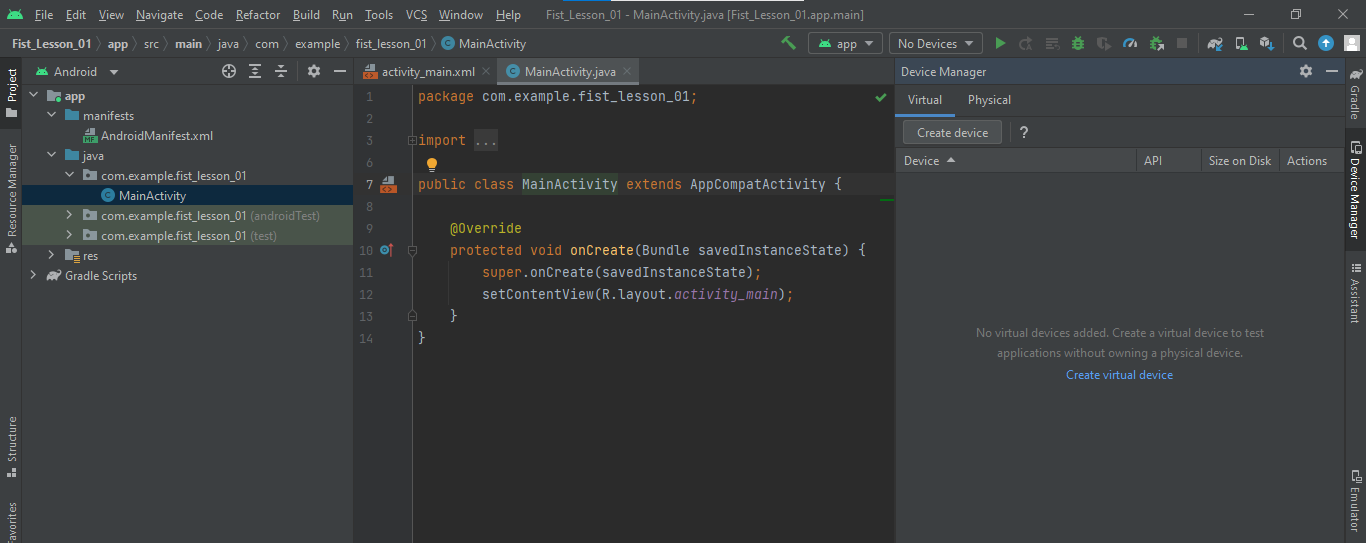 File Edit View Navigate Code Refactor Build Run Tools VCS Window Help Fist_Lesson_01 - MainActivity.java [Fist_Lesson_01.app.main]
Fist_Lesson_01 app src main java com example fist_lesson_01 MainActivity app No Devices
Project
Resource Manager
Structure
Favorites
Android
app
manifests
AndroidManifest.xml
java
com.example.fist_lesson_01
MainActivity
com.example.fist_lesson_01 (androidTest)
com.example.fist_lesson_01 (test)
res
Gradle Scripts
activity_main.xml MainActivity.java
1 package com.example.fist_lesson_01;
2
3 import ...
6
7 public class MainActivity extends AppCompatActivity {
8
9 @Override
10 protected void onCreate(Bundle savedInstanceState) {
11 super.onCreate(savedInstanceState);
12 setContentView(R.layout.activity_main);
13 }
14 }
Device Manager
Virtual Physical
Create device ?
Device API Size on Disk Actions
No virtual devices added. Create a virtual device to test
applications without owning a physical device.
Create virtual device
Gradle
Device Manager
Assistant
Emulator